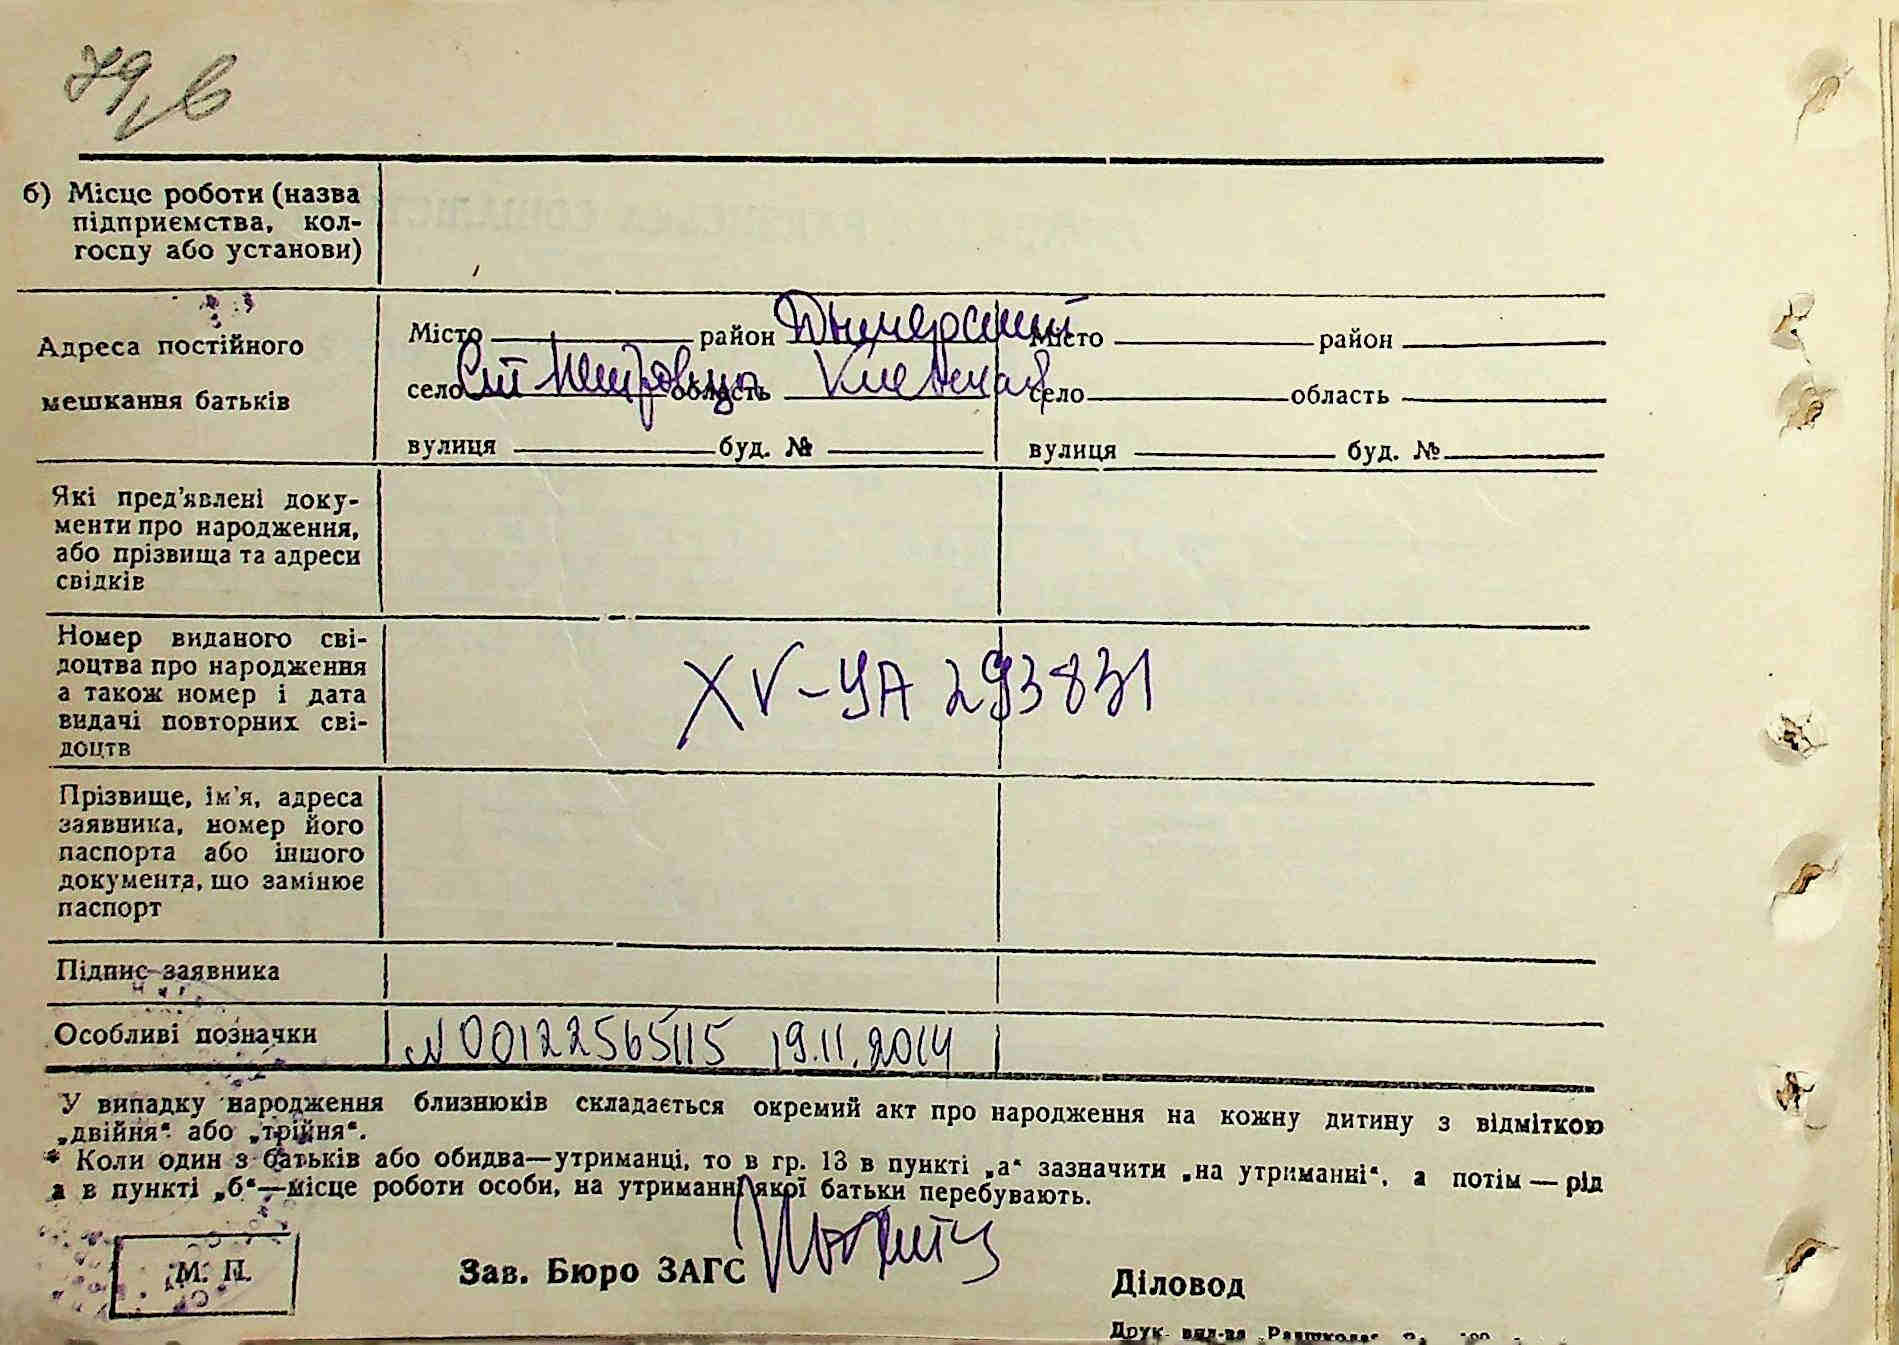 79, в
б) Місце роботи (назва
підприємства, кол-
госпу або установи)
Адреса постійного
мешкання батьків
Місто район Дымерский Місто район
село область Киевская село область
вулиця буд. № вулиця буд. №
Які пред’явлені доку-
менти про народження,
або прізвища та адреси
свідків
Номер виданого сві-
доцтва про народження
а також номер і дата
видачі повторних сві-
доцтв
XV-УА 293831
Прізвище, ім’я, адреса
заявника, номер його
паспорта або іншого
документа, що замінює
паспорт
Підпис заявника
Особливі позначки
N 00122565115 19.11.2014
У випадку народження близнюків складається окремий акт про народження на кожну дитину з відміткою
„двійня“ або „трійня“.
* Коли один з батьків або обидва—утриманці, то в гр. 13 в пункті „а“ зазначити „на утриманні“, а потім — рід
а в пункті „б“—місце роботи особи, на утриманні якої батьки перебувають.
М. П.
Зав. Бюро ЗАГС
Діловод
Друк. вид-ва